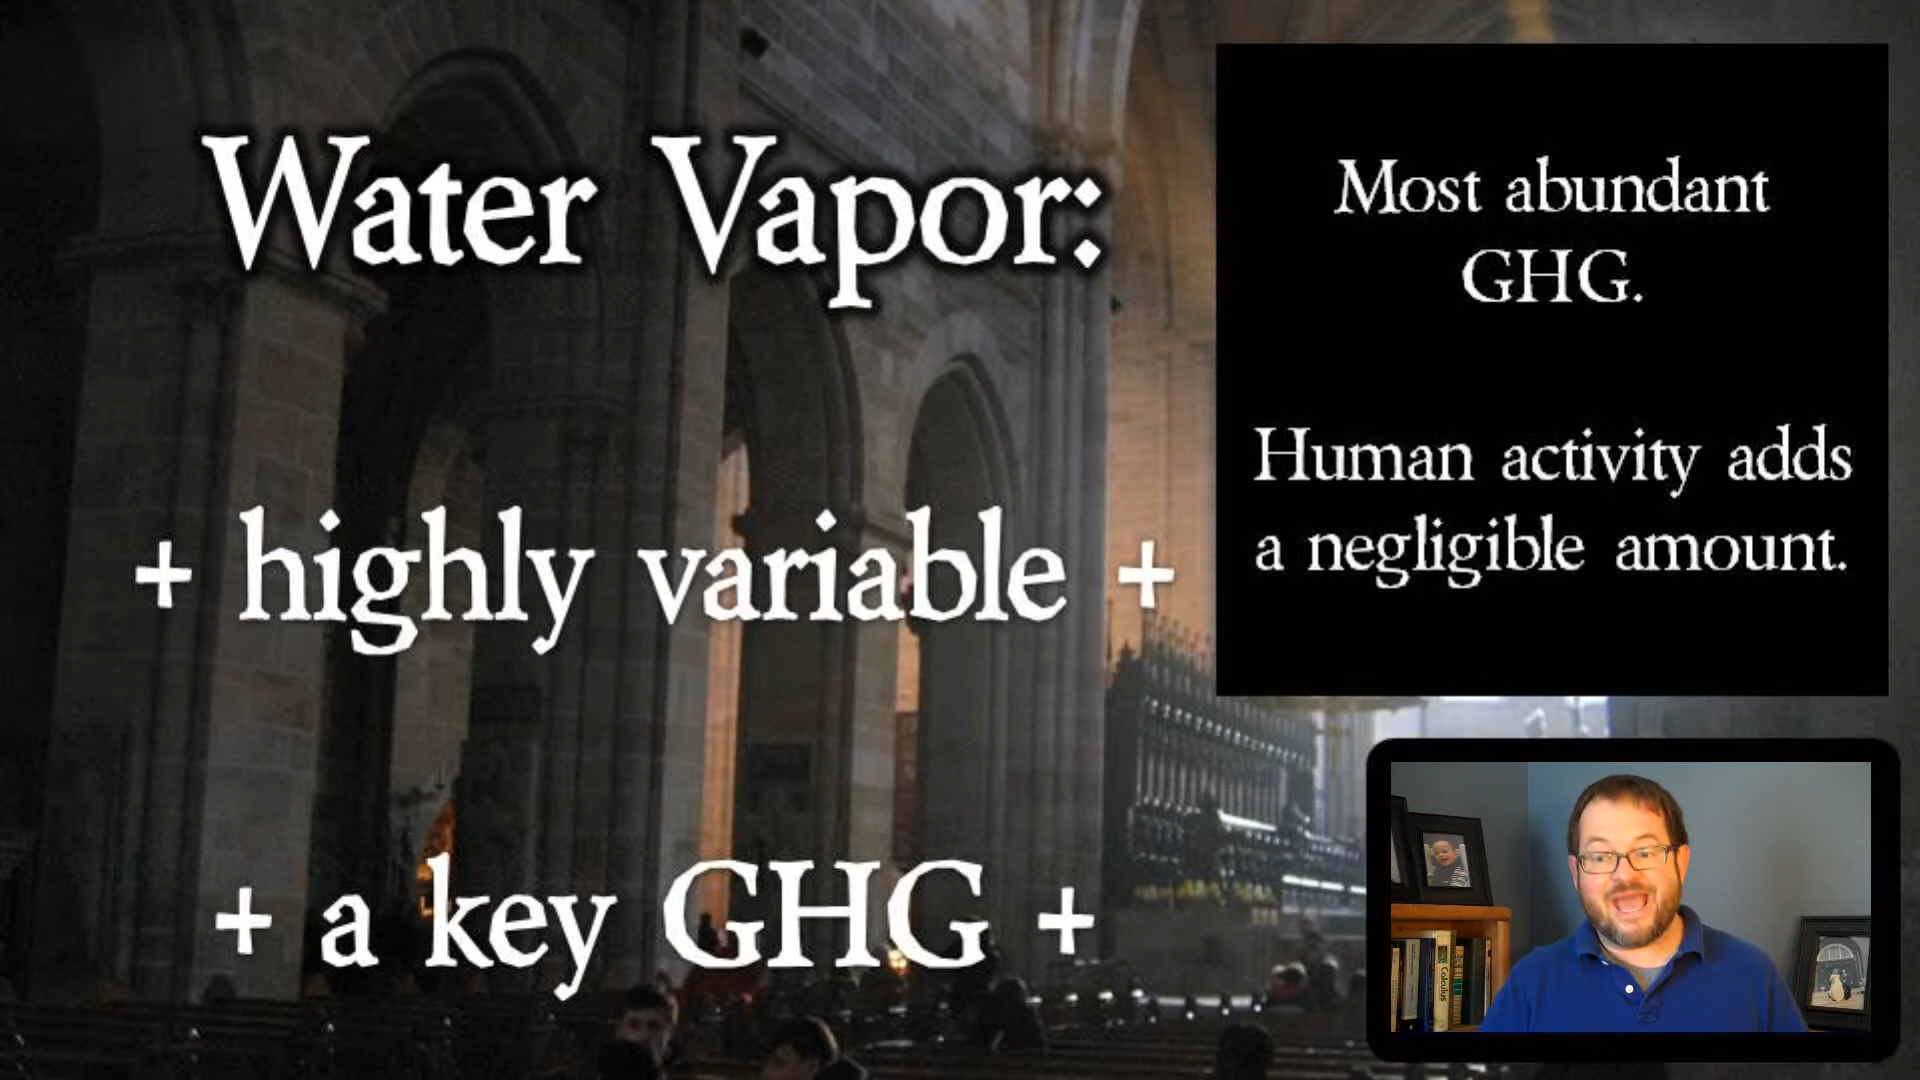 Water Vapor:
+ highly variable +
+ a key GHG +
Most abundant
GHG.
Human activity adds
a negligible amount.
Calculus